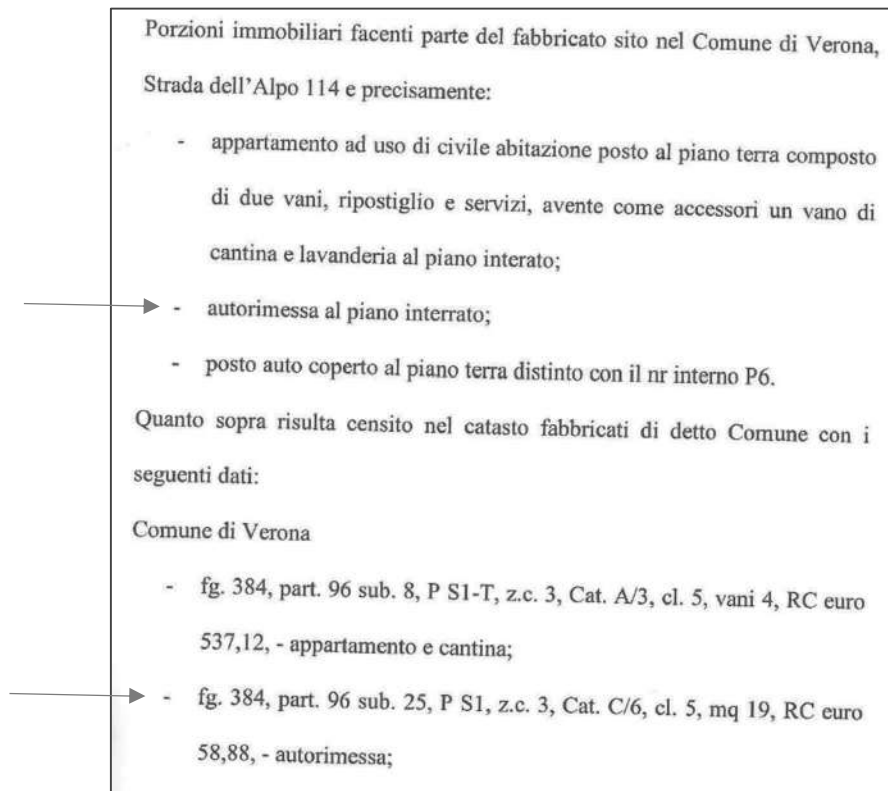 Porzioni immobiliari facenti parte del fabbricato sito nel Comune di Verona,
Strada dell'Alpo 114 e precisamente:
- appartamento ad uso di civile abitazione posto al piano terra composto
di due vani, ripostiglio e servizi, avente come accessori un vano di
cantina e lavanderia al piano interato;
- autorimessa al piano interrato;
- posto auto coperto al piano terra distinto con il nr interno P6.
Quanto sopra risulta censito nel catasto fabbricati di detto Comune con i
seguenti dati:
Comune di Verona
- fg. 384, part. 96 sub. 8, P S1-T, z.c. 3, Cat. A/3, cl. 5, vani 4, RC euro
537,12, - appartamento e cantina;
- fg. 384, part. 96 sub. 25, P S1, z.c. 3, Cat. C/6, cl. 5, mq 19, RC euro
58,88, - autorimessa;